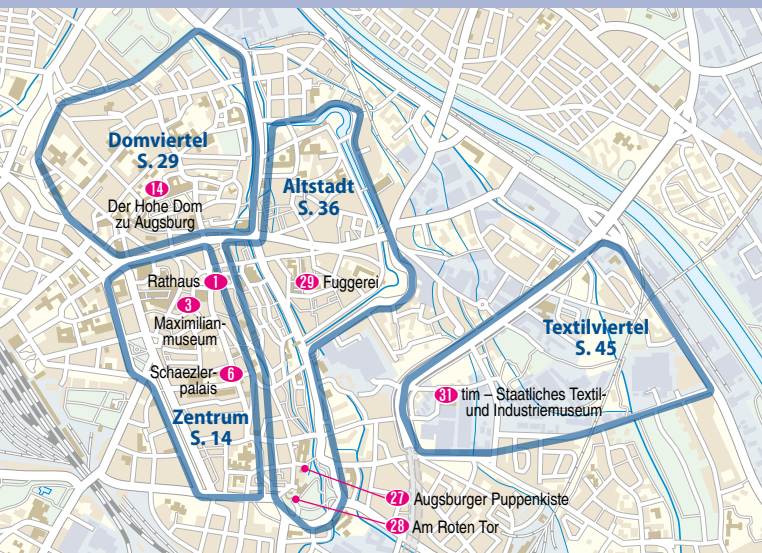 Domviertel
S. 29
14
Der Hohe Dom
zu Augsburg
Altstadt
S. 36
Rathaus 1
29 Fuggerei
3
Maximilian-
museum
Schaezler-
palais 6
Zentrum
S. 14
Textilviertel
S. 45
31 tim – Staatliches Textil-
und Industriemuseum
27 Augsburger Puppenkiste
28 Am Roten Tor